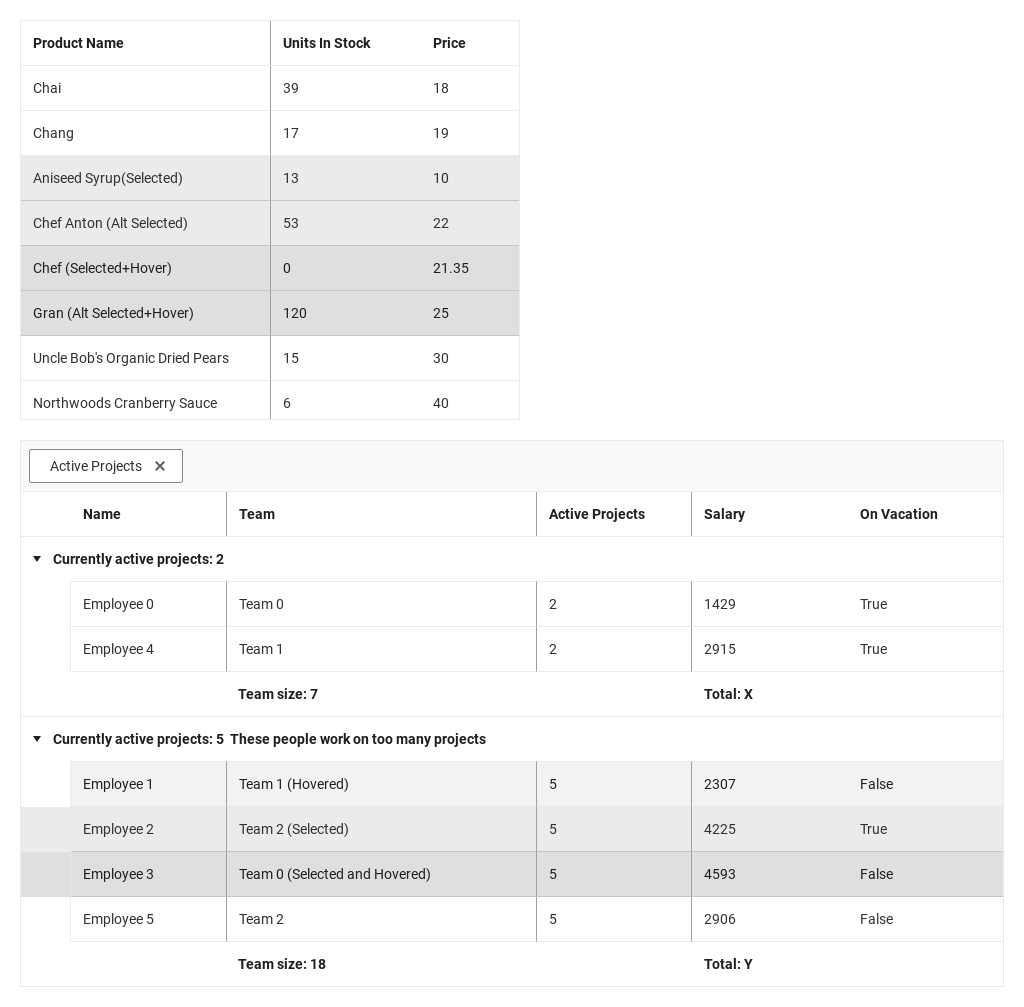 Product Name Units In Stock Price
Chai 39 18
Chang 17 19
Aniseed Syrup(Selected) 13 10
Chef Anton (Alt Selected) 53 22
Chef (Selected+Hover) 0 21.35
Gran (Alt Selected+Hover) 120 25
Uncle Bob's Organic Dried Pears 15 30
Northwoods Cranberry Sauce 6 40
Active Projects
Name Team Active Projects Salary On Vacation
Currently active projects: 2
Employee 0 Team 0 2 1429 True
Employee 4 Team 1 2 2915 True
Team size: 7 Total: X
Currently active projects: 5 These people work on too many projects
Employee 1 Team 1 (Hovered) 5 2307 False
Employee 2 Team 2 (Selected) 5 4225 True
Employee 3 Team 0 (Selected and Hovered) 5 4593 False
Employee 5 Team 2 5 2906 False
Team size: 18 Total: Y